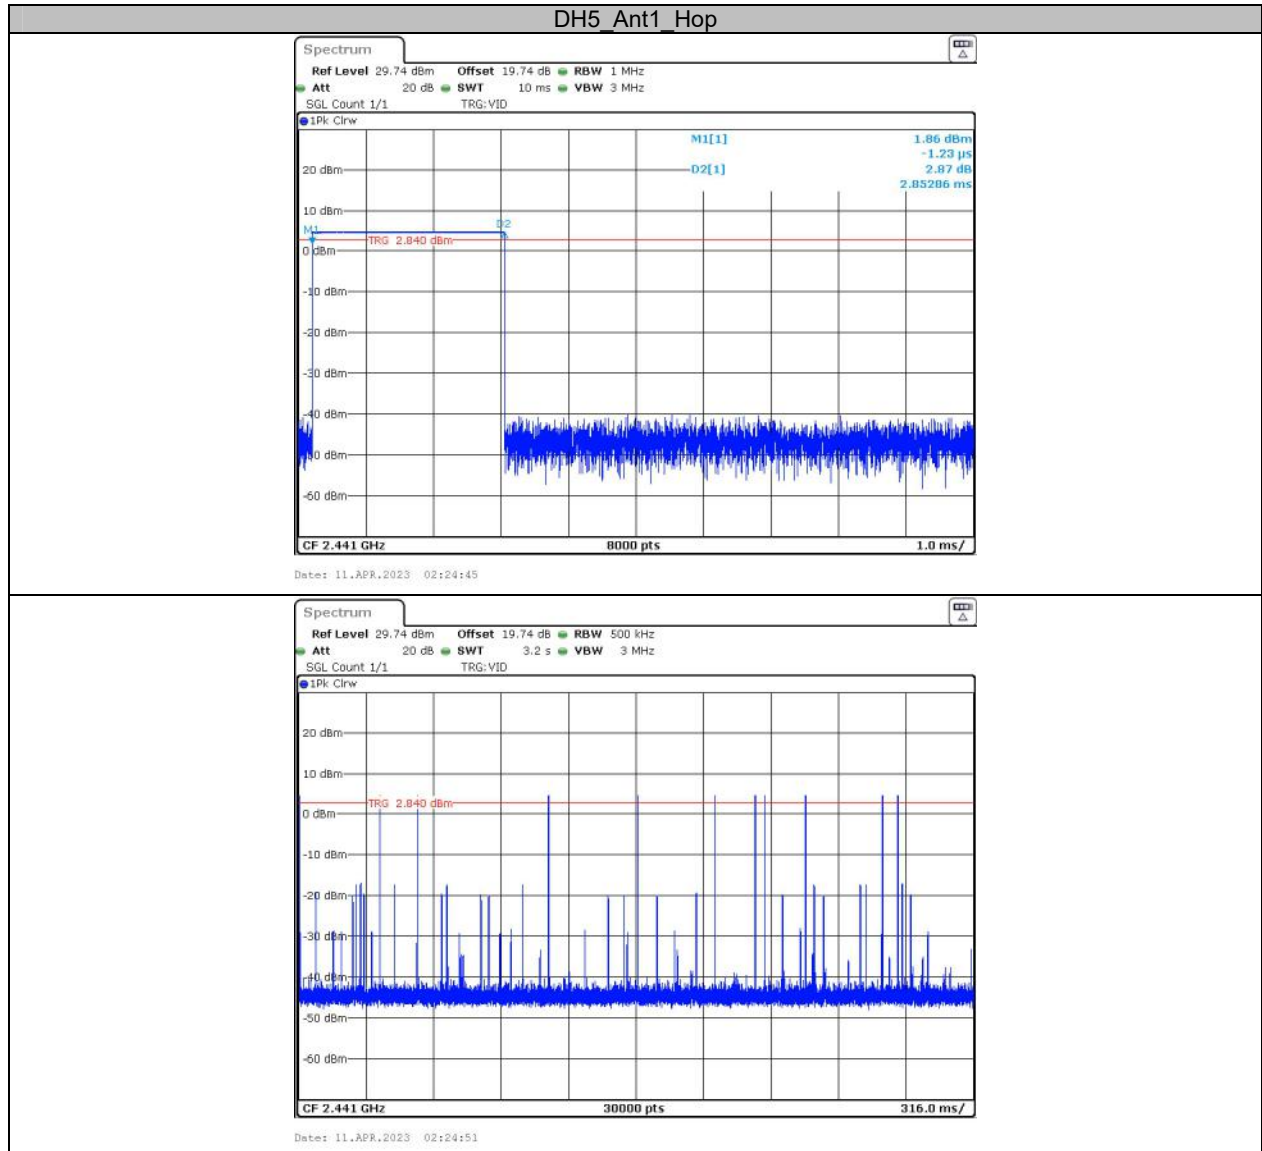 DH5_Ant1_Hop
Spectrum
Ref Level 29.74 dBm Offset 19.74 dB RBW 1 MHz
Att 20 dB SWT 10 ms VBW 3 MHz
SGL Count 1/1 TRG:VID
1Pk Clrw
M1[1] 1.86 dBm
-1.23 µs
20 dBm D2[1] 2.87 dB
2.85286 ms
10 dBm
M1 D2
TRG 2.840 dBm
0 dBm
-10 dBm
-20 dBm
-30 dBm
-40 dBm
-50 dBm
-60 dBm
CF 2.441 GHz 8000 pts 1.0 ms/
Date: 11.APR.2023 02:24:45
Spectrum
Ref Level 29.74 dBm Offset 19.74 dB RBW 500 kHz
Att 20 dB SWT 3.2 s VBW 3 MHz
SGL Count 1/1 TRG:VID
1Pk Clrw
20 dBm
10 dBm
TRG 2.840 dBm
0 dBm
-10 dBm
-20 dBm
-30 dBm
-40 dBm
-50 dBm
-60 dBm
CF 2.441 GHz 30000 pts 316.0 ms/
Date: 11.APR.2023 02:24:51